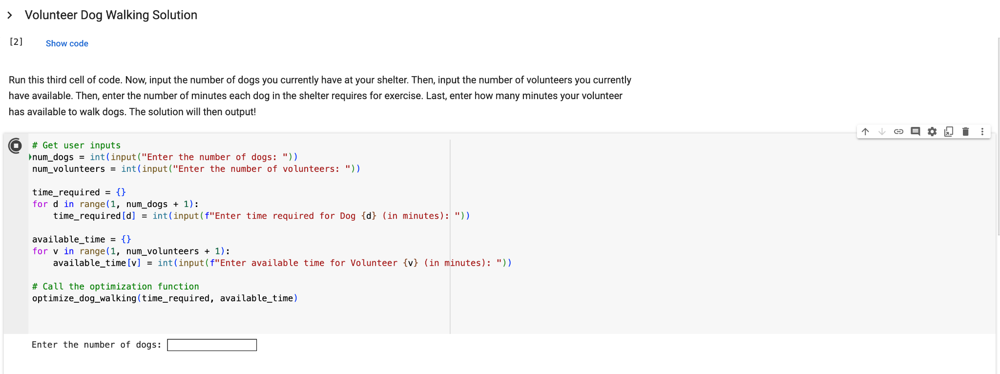 Volunteer Dog Walking Solution
[2]
Show code
Run this third cell of code. Now, input the number of dogs you currently have at your shelter. Then, input the number of volunteers you currently
have available. Then, enter the number of minutes each dog in the shelter requires for exercise. Last, enter how many minutes your volunteer
has available to walk dogs. The solution will then output!
# Get user inputs
num_dogs = int(input("Enter the number of dogs: "))
num_volunteers = int(input("Enter the number of volunteers: "))
time_required = {}
for d in range(1, num_dogs + 1):
    time_required[d] = int(input(f"Enter time required for Dog {d} (in minutes): "))
available_time = {}
for v in range(1, num_volunteers + 1):
    available_time[v] = int(input(f"Enter available time for Volunteer {v} (in minutes): "))
# Call the optimization function
optimize_dog_walking(time_required, available_time)
Enter the number of dogs: